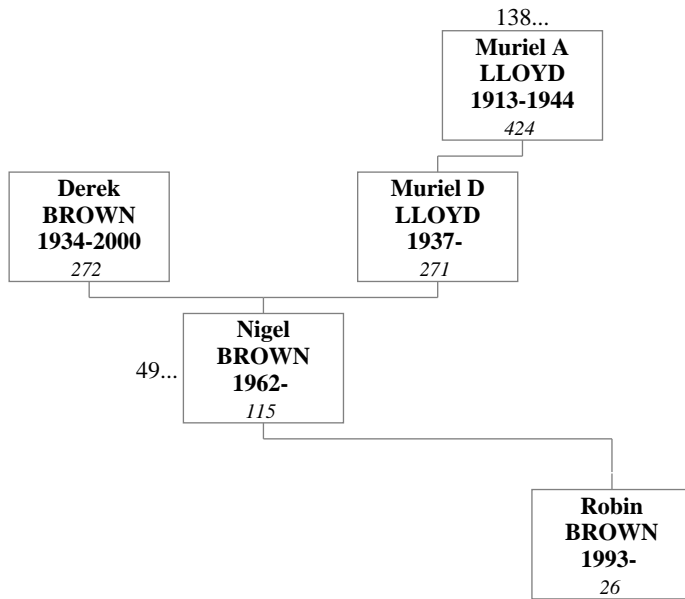 138...
Muriel A
LLOYD
1913-1944
424
Derek
BROWN
1934-2000
272
Muriel D
LLOYD
1937-
271
49...
Nigel
BROWN
1962-
115
Robin
BROWN
1993-
26